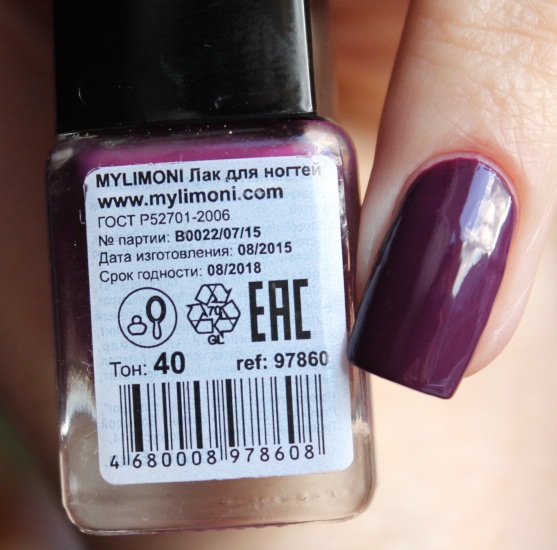 MYLIMONI Лак для ногтей
www.mylimoni.com
ГОСТ Р52701-2006
№ партии: B0022/07/15
Дата изготовления: 08/2015
Срок годности: 08/2018
70
GL
EAC
Тон: 40 ref: 97860
4 680008 978608